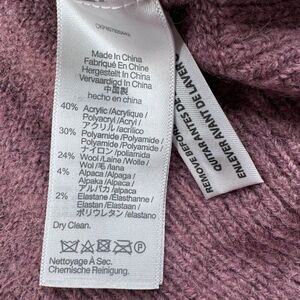 Made In China
Fabriqué En Chine
Hergestellt In China
Vervaardigd In China
中国製
hecho en china
40% Acrylic/Acrylique/
Polyacryl/Acryl/
アクリル/acrílico
30% Polyamide/Polyamide/
Polyamid/Polyamide/
ナイロン/poliamida
24% Wool/Laine/Wolle/
Wol/毛/lana
4% Alpaca/Alpaga/
Alpaka/Alpaca/
アルパカ/alpaca
2% Elastane/Élasthanne/
Elastan/Elastaan/
ポリウレタン/elastano
Dry Clean.
Nettoyage À Sec.
Chemische Reinigung.
REMOVE BEFORE
QUITAR ANTES DE
ENLEVER AVANT DE LAVER O